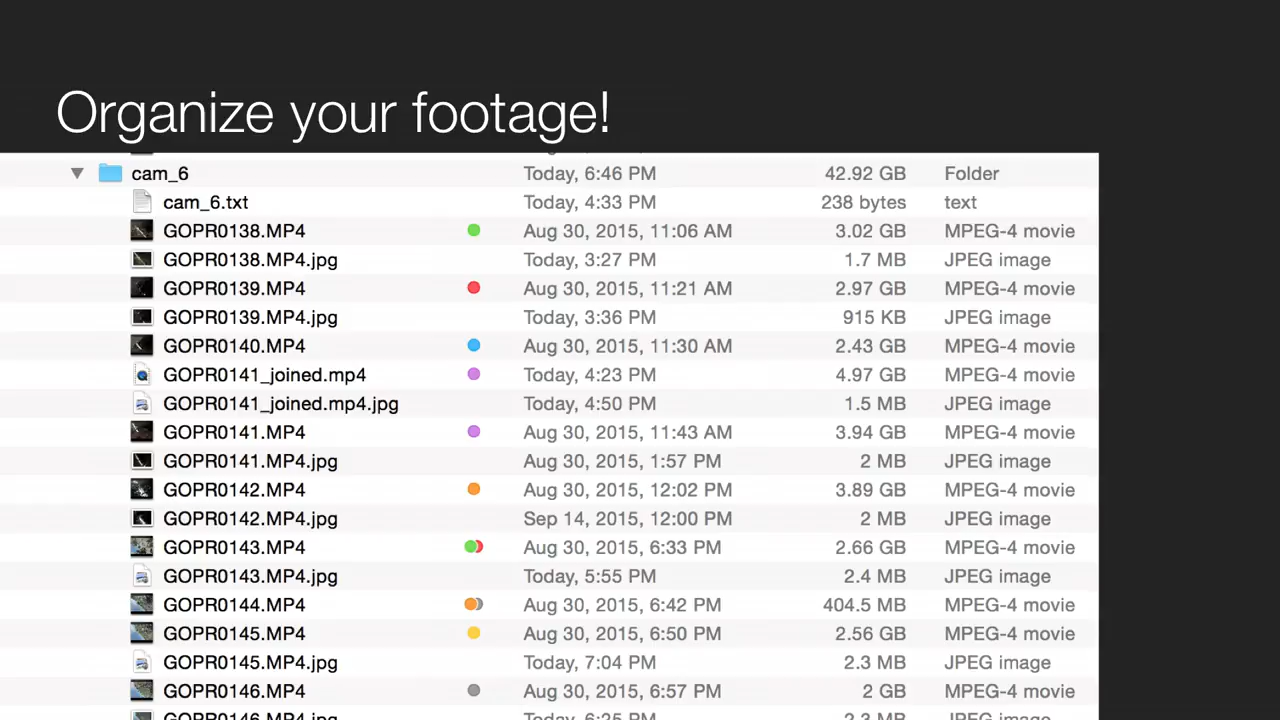 Organize your footage!
cam_6 Today, 6:46 PM 42.92 GB Folder
cam_6.txt Today, 4:33 PM 238 bytes text
GOPR0138.MP4 Aug 30, 2015, 11:06 AM 3.02 GB MPEG-4 movie
GOPR0138.MP4.jpg Today, 3:27 PM 1.7 MB JPEG image
GOPR0139.MP4 Aug 30, 2015, 11:21 AM 2.97 GB MPEG-4 movie
GOPR0139.MP4.jpg Today, 3:36 PM 915 KB JPEG image
GOPR0140.MP4 Aug 30, 2015, 11:30 AM 2.43 GB MPEG-4 movie
GOPR0141_joined.mp4 Today, 4:23 PM 4.97 GB MPEG-4 movie
GOPR0141_joined.mp4.jpg Today, 4:50 PM 1.5 MB JPEG image
GOPR0141.MP4 Aug 30, 2015, 11:43 AM 3.94 GB MPEG-4 movie
GOPR0141.MP4.jpg Aug 30, 2015, 1:57 PM 2 MB JPEG image
GOPR0142.MP4 Aug 30, 2015, 12:02 PM 3.89 GB MPEG-4 movie
GOPR0142.MP4.jpg Sep 14, 2015, 12:00 PM 2 MB JPEG image
GOPR0143.MP4 Aug 30, 2015, 6:33 PM 2.66 GB MPEG-4 movie
GOPR0143.MP4.jpg Today, 5:55 PM 2.4 MB JPEG image
GOPR0144.MP4 Aug 30, 2015, 6:42 PM 404.5 MB MPEG-4 movie
GOPR0145.MP4 Aug 30, 2015, 6:50 PM 2.56 GB MPEG-4 movie
GOPR0145.MP4.jpg Today, 7:04 PM 2.3 MB JPEG image
GOPR0146.MP4 Aug 30, 2015, 6:57 PM 2 GB MPEG-4 movie
GOPR0146.MP4.jpg Today, 6:25 PM 2.3 MB JPEG image